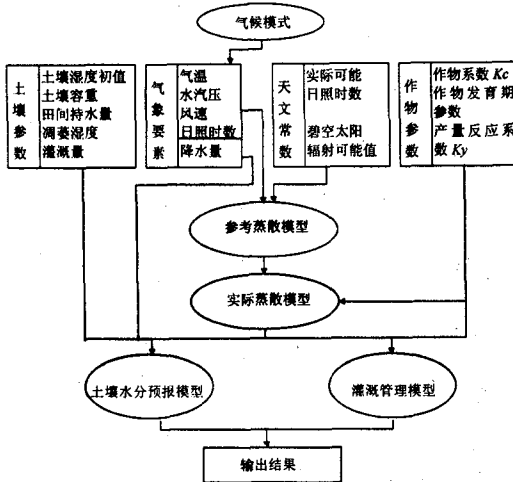 气候模式
土壤参数
土壤湿度初值
土壤容重
田间持水量
凋萎湿度
灌溉量
气象要素
气温
水汽压
风速
日照时数
降水量
天文常数
实际可能
日照时数
碧空太阳
辐射可能值
作物参数
作物系数 Kc
作物发育期
参数
产量反应系
数 Ky
参考蒸散模型
实际蒸散模型
土壤水分预报模型
灌溉管理模型
输出结果